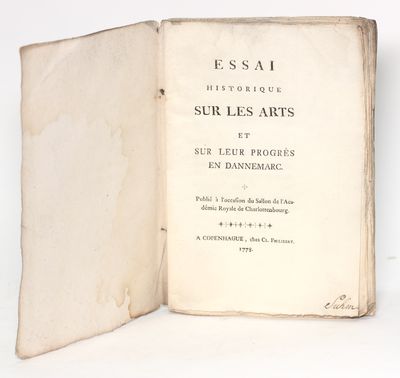 ESSAI
HISTORIQUE
SUR LES ARTS
ET
SUR LEUR PROGRÈS
EN DANNEMARC.
Publié à l'occasion du Sallon de l'Aca-
démie Royale de Charlottenbourg.
A COPENHAGUE, chez CL. PHILIBERT.